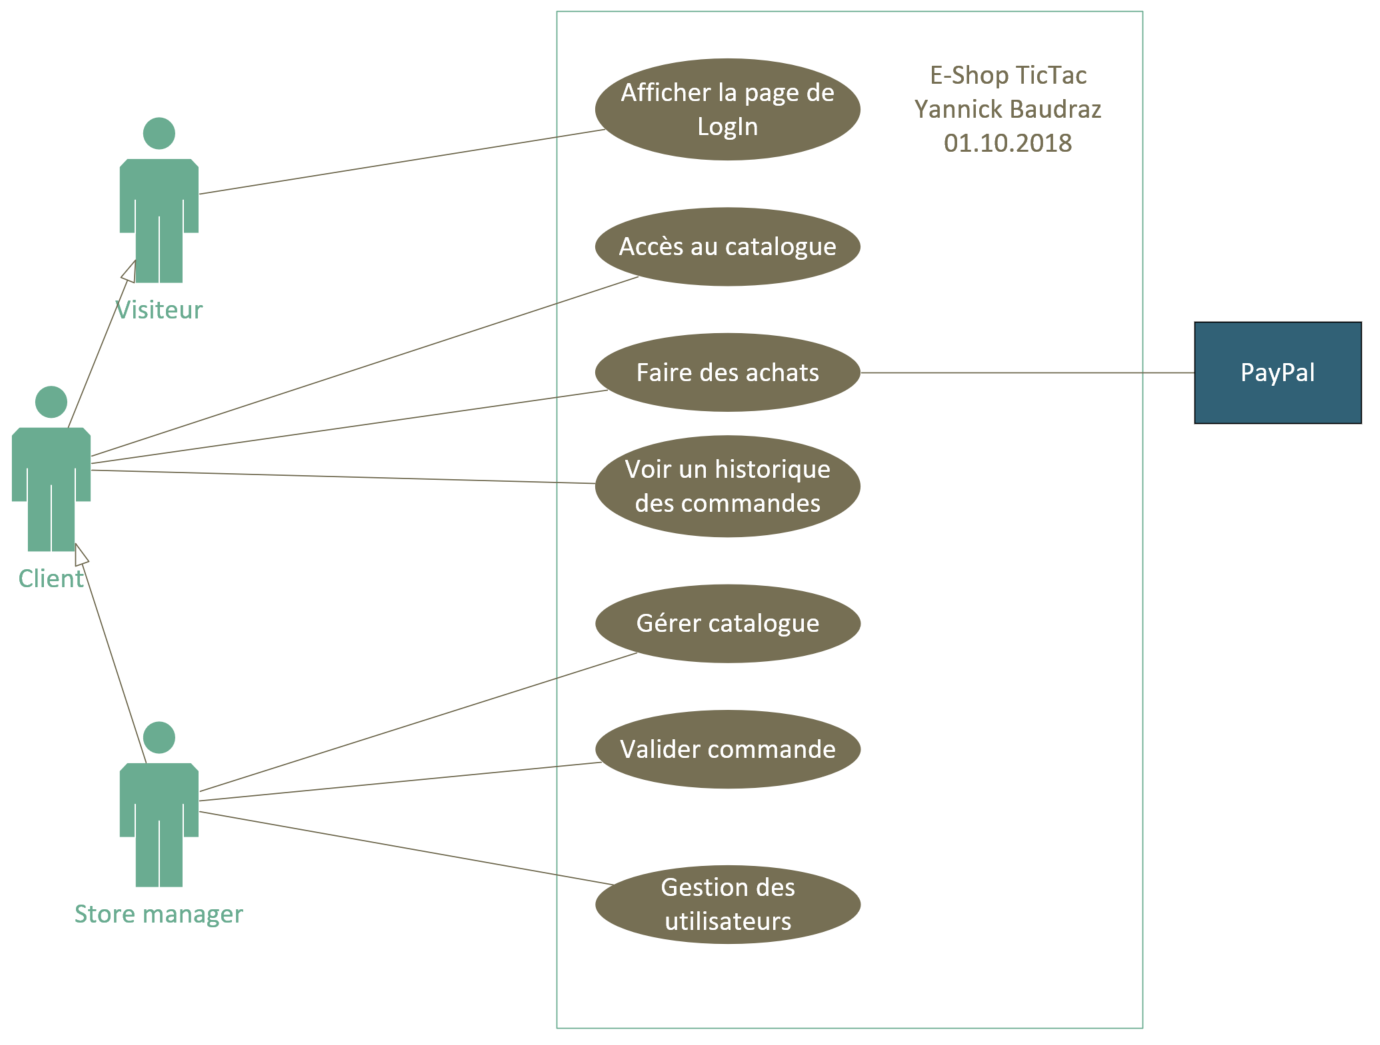 Afficher la page de
LogIn
E-Shop TicTac
Yannick Baudraz
01.10.2018
Visiteur
Accès au catalogue
Faire des achats
PayPal
Voir un historique
des commandes
Client
Gérer catalogue
Valider commande
Gestion des
utilisateurs
Store manager